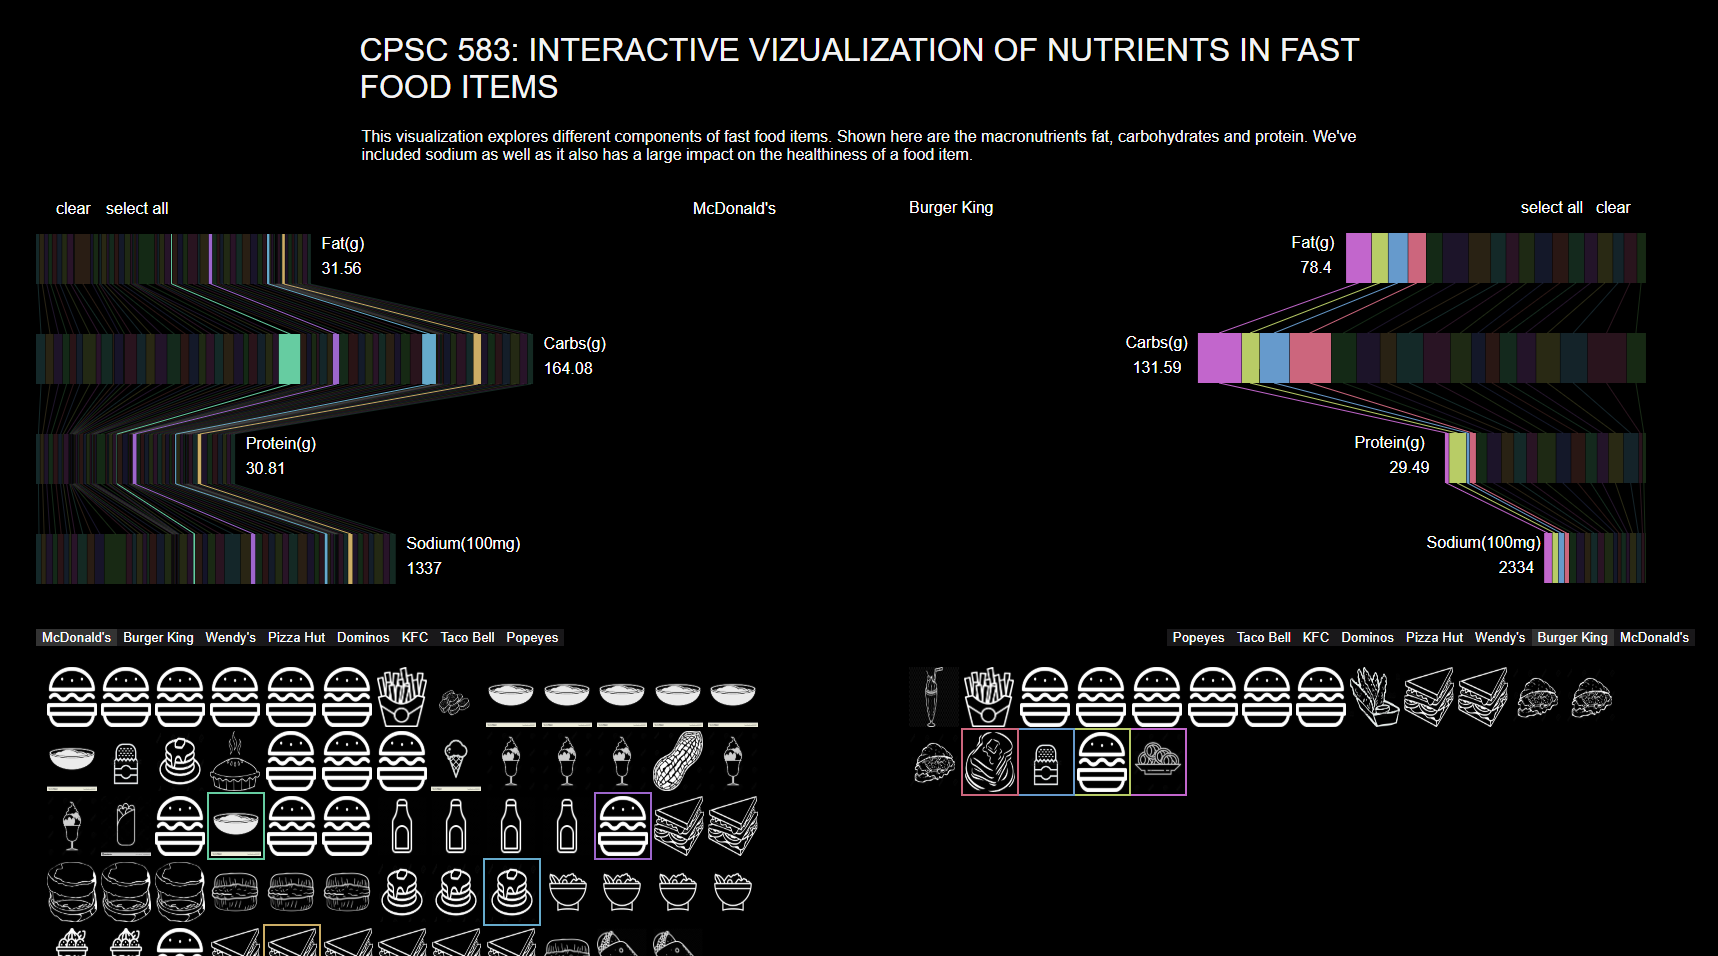 CPSC 583: INTERACTIVE VIZUALIZATION OF NUTRIENTS IN FAST
FOOD ITEMS
This visualization explores different components of fast food items. Shown here are the macronutrients fat, carbohydrates and protein. We've
included sodium as well as it also has a large impact on the healthiness of a food item.
clear select all McDonald's
Fat(g)
31.56
Carbs(g)
164.08
Protein(g)
30.81
Sodium(100mg)
1337
McDonald's Burger King Wendy's Pizza Hut Dominos KFC Taco Bell Popeyes
Burger King select all clear
Fat(g)
78.4
Carbs(g)
131.59
Protein(g)
29.49
Sodium(100mg)
2334
Popeyes Taco Bell KFC Dominos Pizza Hut Wendy's Burger King McDonald's